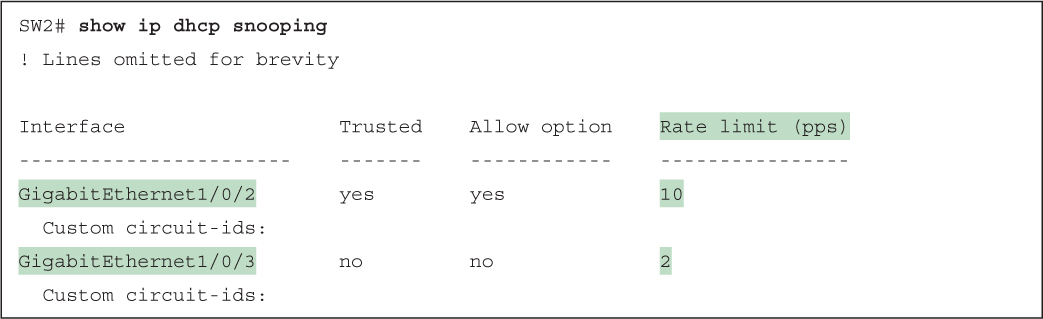 SW2# show ip dhcp snooping
! Lines omitted for brevity
Interface Trusted Allow option Rate limit (pps)
----------------------- ------- ------------ ----------------
GigabitEthernet1/0/2 yes yes 10
Custom circuit-ids:
GigabitEthernet1/0/3 no no 2
Custom circuit-ids: